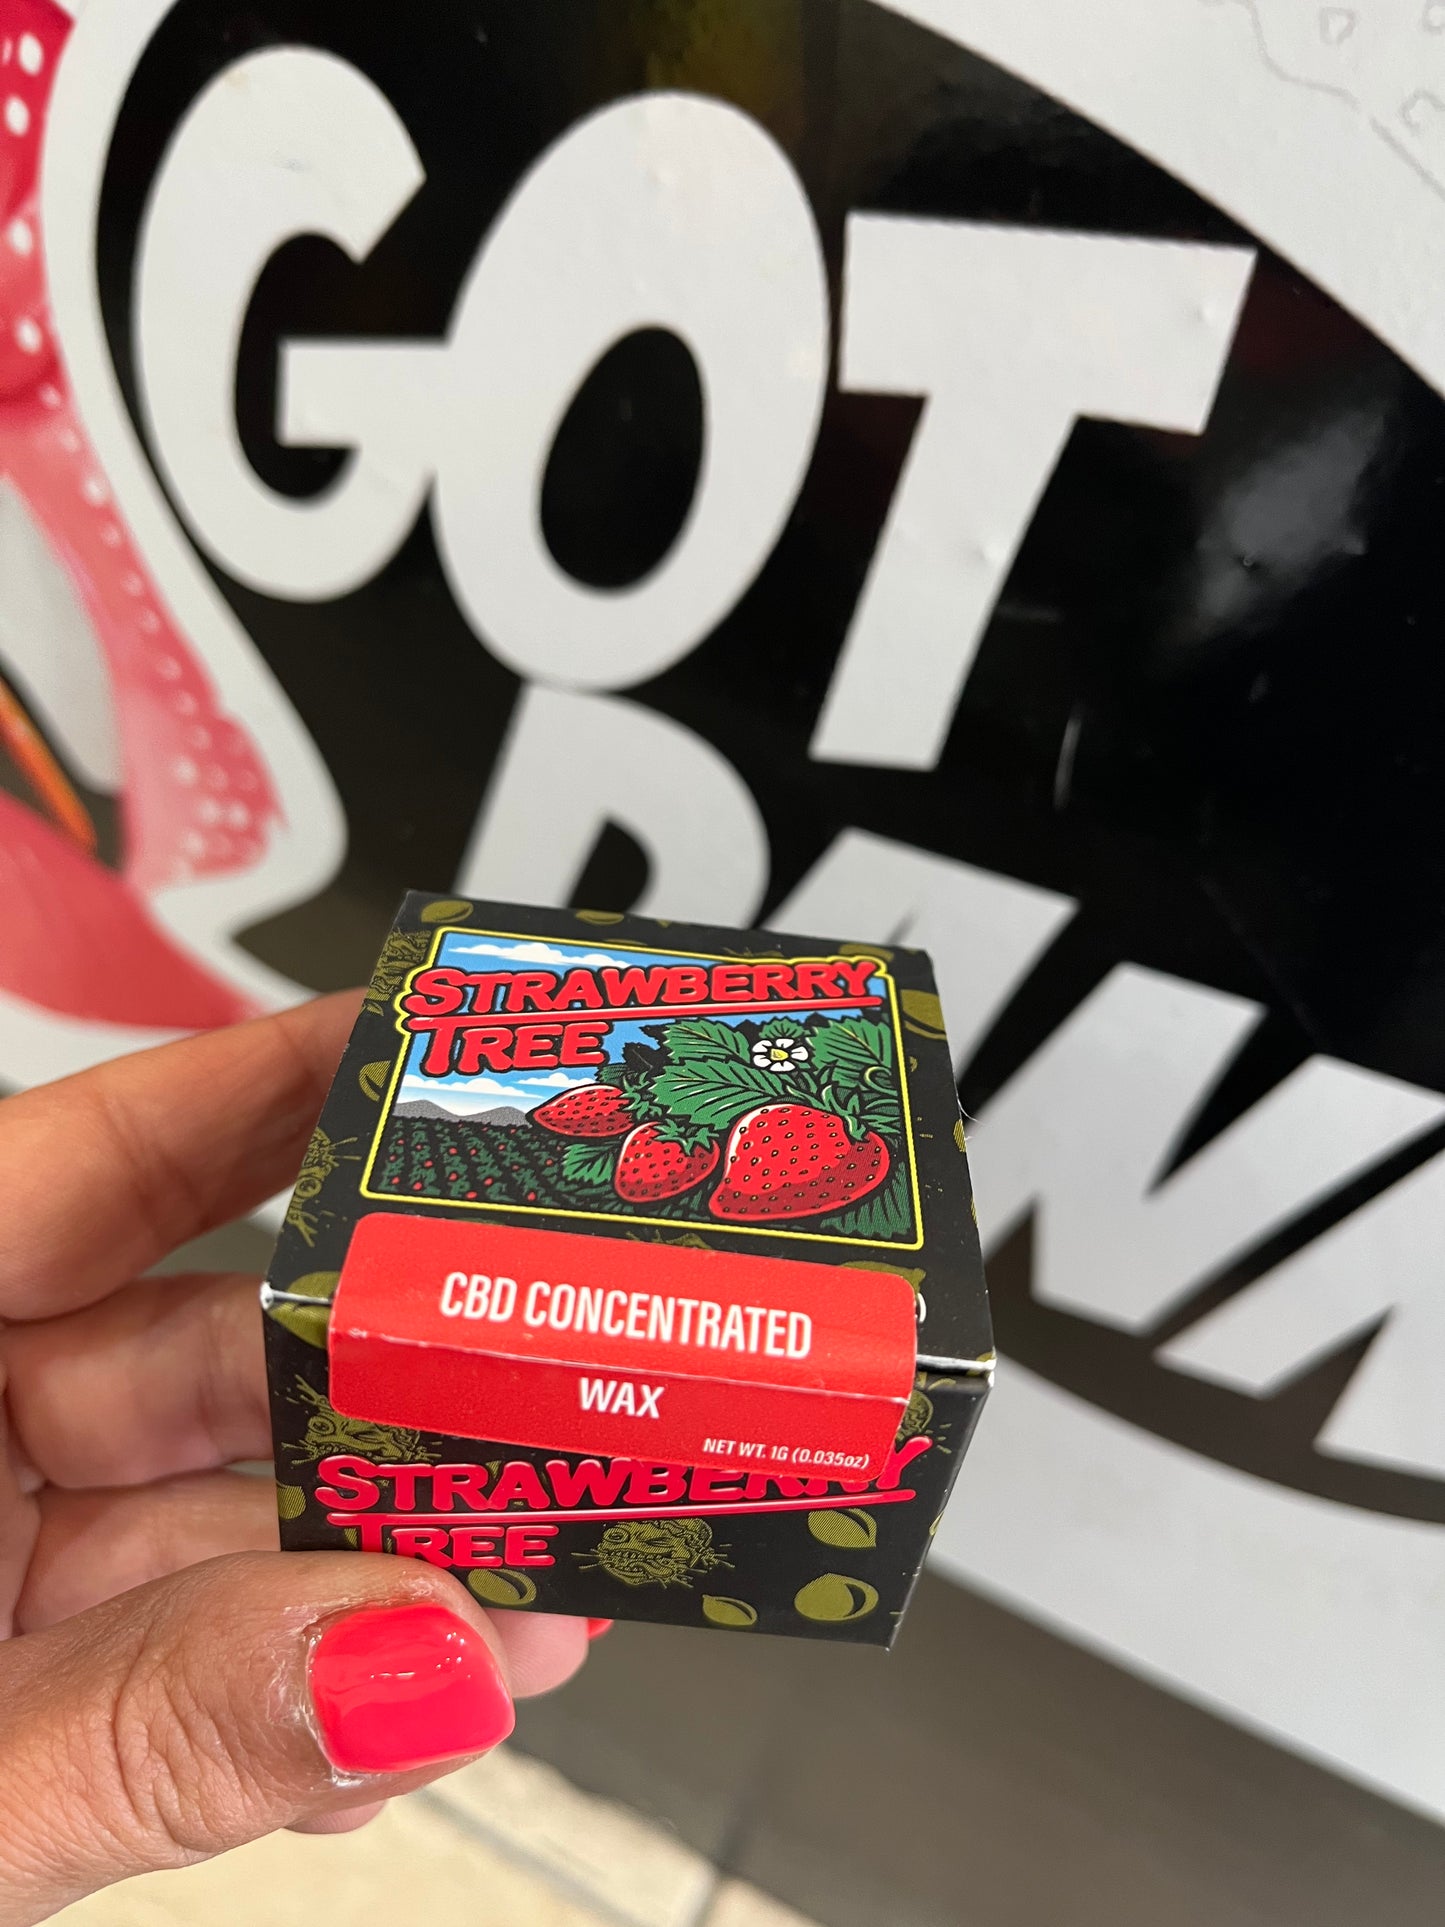 GOT
STRAWBERRY
TREE
CBD CONCENTRATED
WAX
NET WT. 1G (0.035oz)
STRAWBERRY
TREE